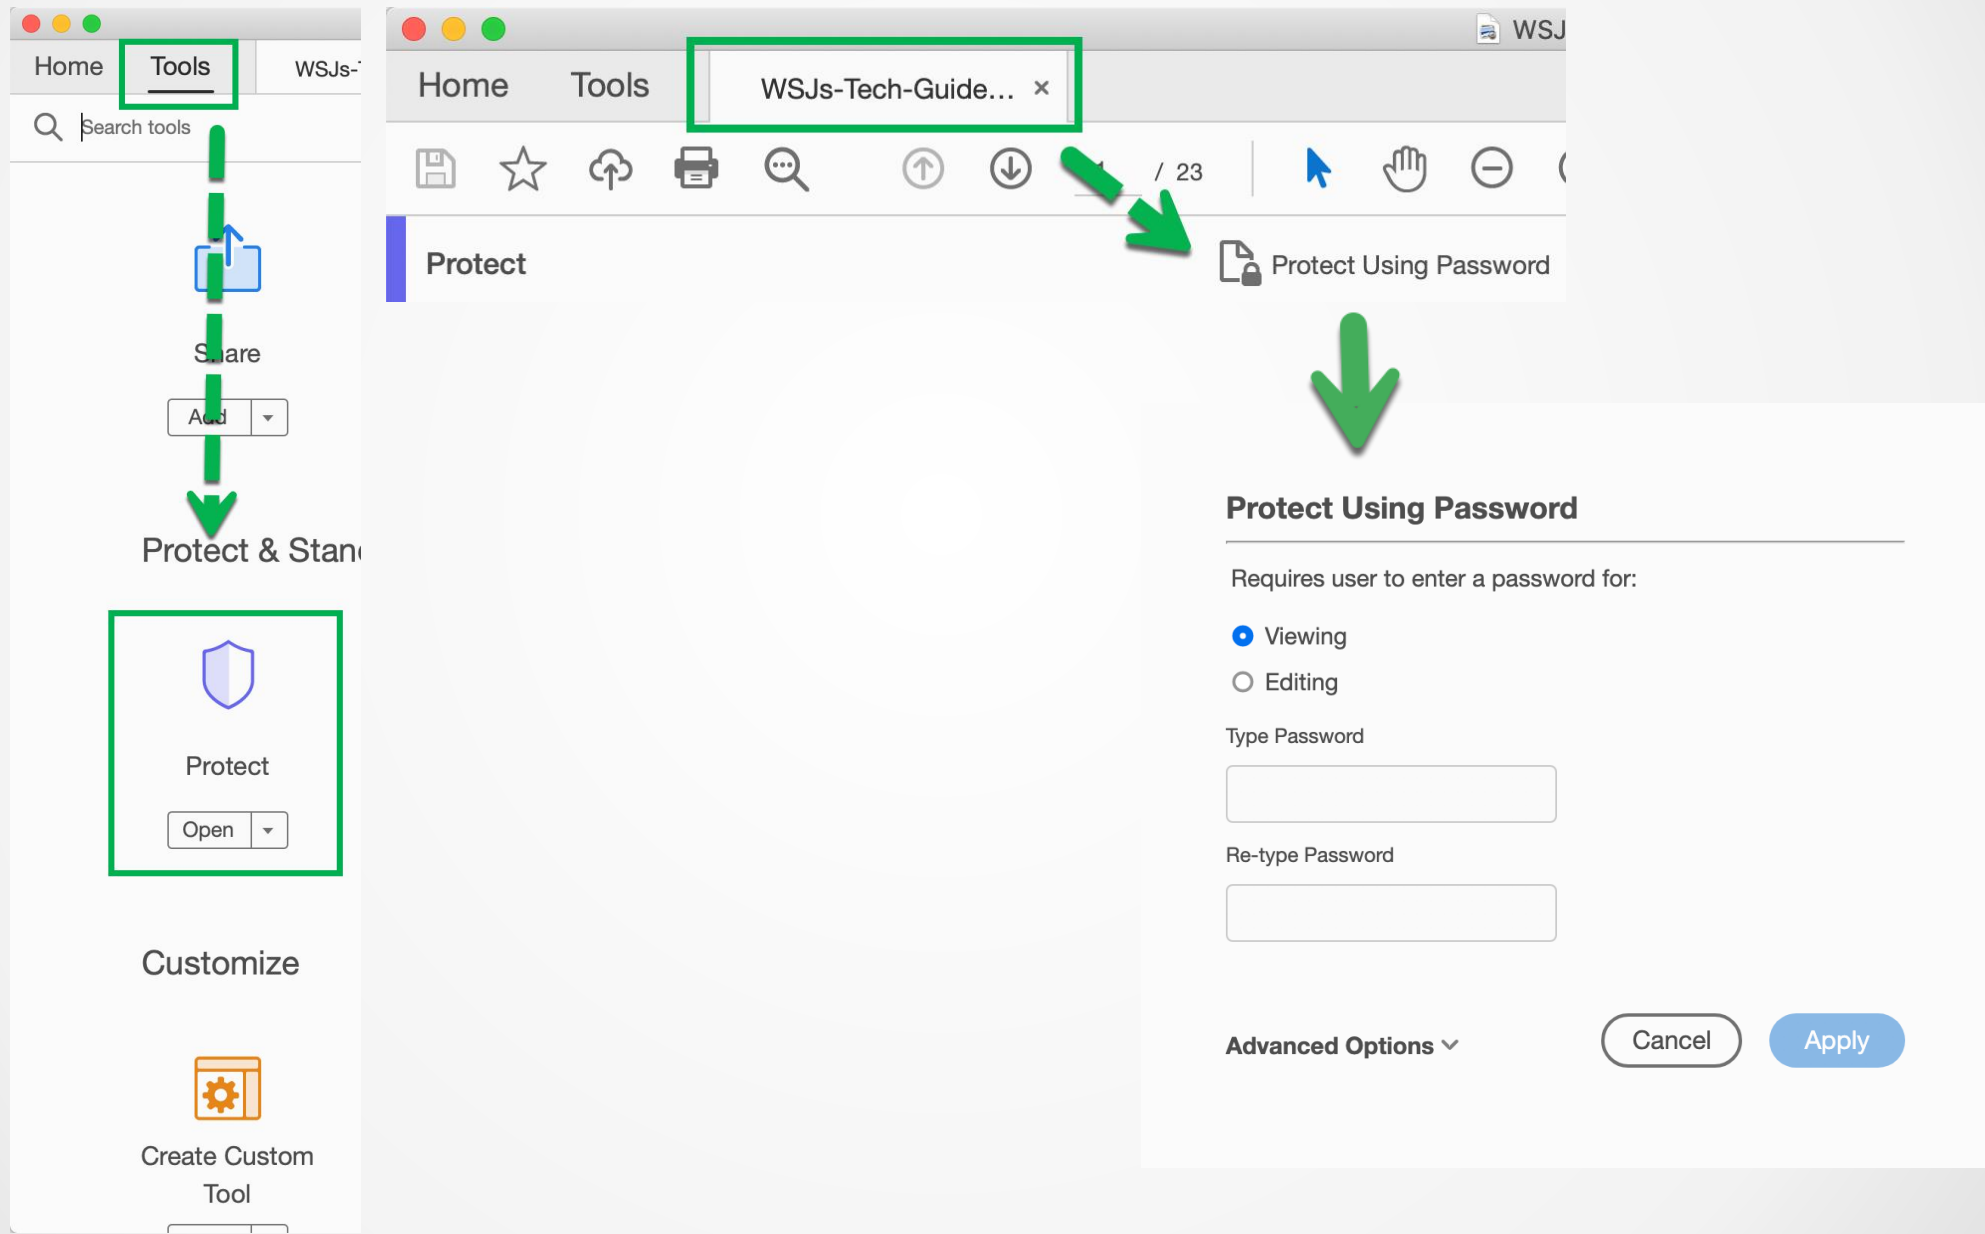 Home
Tools
WSJs-T
Search tools
Share
Add
Protect & Stan
Protect
Open
Customize
Create Custom
Tool
WSJ
Home
Tools
WSJs-Tech-Guide... ×
/ 23
Protect
Protect Using Password
Protect Using Password
Requires user to enter a password for:
Viewing
Editing
Type Password
Re-type Password
Advanced Options
Cancel
Apply